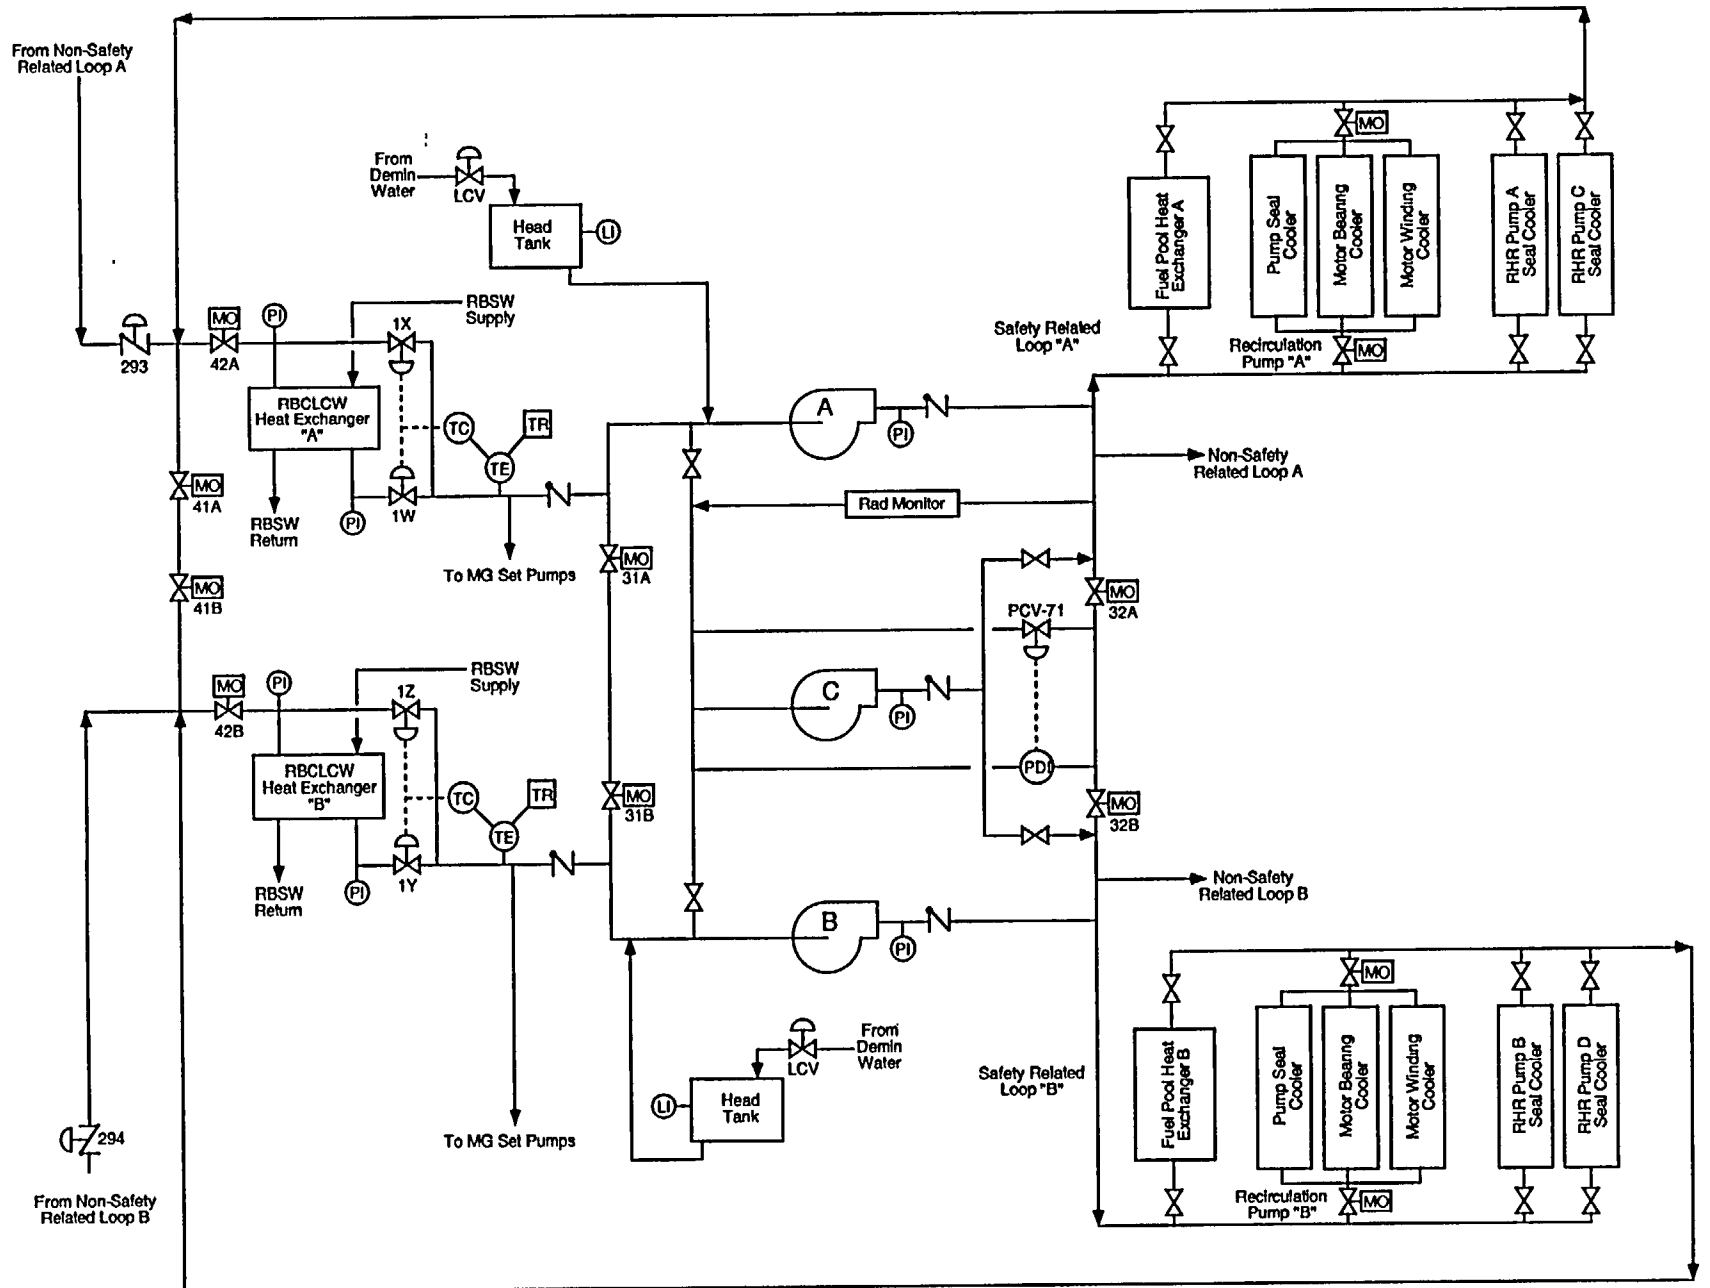 From Non-Safety
Related Loop A
From
Demin
Water
LCV
Head
Tank
LI
MO
42A
PI
RBSW
Supply
1X
293
RBCLCW
Heat Exchanger
"A"
TC
TR
TE
MO
41A
RBSW
Return
PI
1W
To MG Set Pumps
MO
41B
MO
31A
A
PI
Rad Monitor
Safety Related
Loop "A"
Non-Safety
Related Loop A
Fuel Pool Heat
Exchanger A
MO
Pump Seal
Cooler
Motor Bearing
Cooler
Motor Winding
Cooler
RHR Pump A
Seal Cooler
RHR Pump C
Seal Cooler
Recirculation
Pump "A"
MO
MO
32A
PCV-71
C
PI
PDI
MO
32B
MO
42B
PI
RBSW
Supply
1Z
RBCLCW
Heat Exchanger
"B"
TC
TR
TE
MO
31B
RBSW
Return
PI
1Y
To MG Set Pumps
B
PI
Non-Safety
Related Loop B
From
Demin
Water
LCV
LI
Head
Tank
Safety Related
Loop "B"
Fuel Pool Heat
Exchanger B
MO
Pump Seal
Cooler
Motor Bearing
Cooler
Motor Winding
Cooler
RHR Pump B
Seal Cooler
RHR Pump D
Seal Cooler
Recirculation
Pump "B"
MO
294
From Non-Safety
Related Loop B